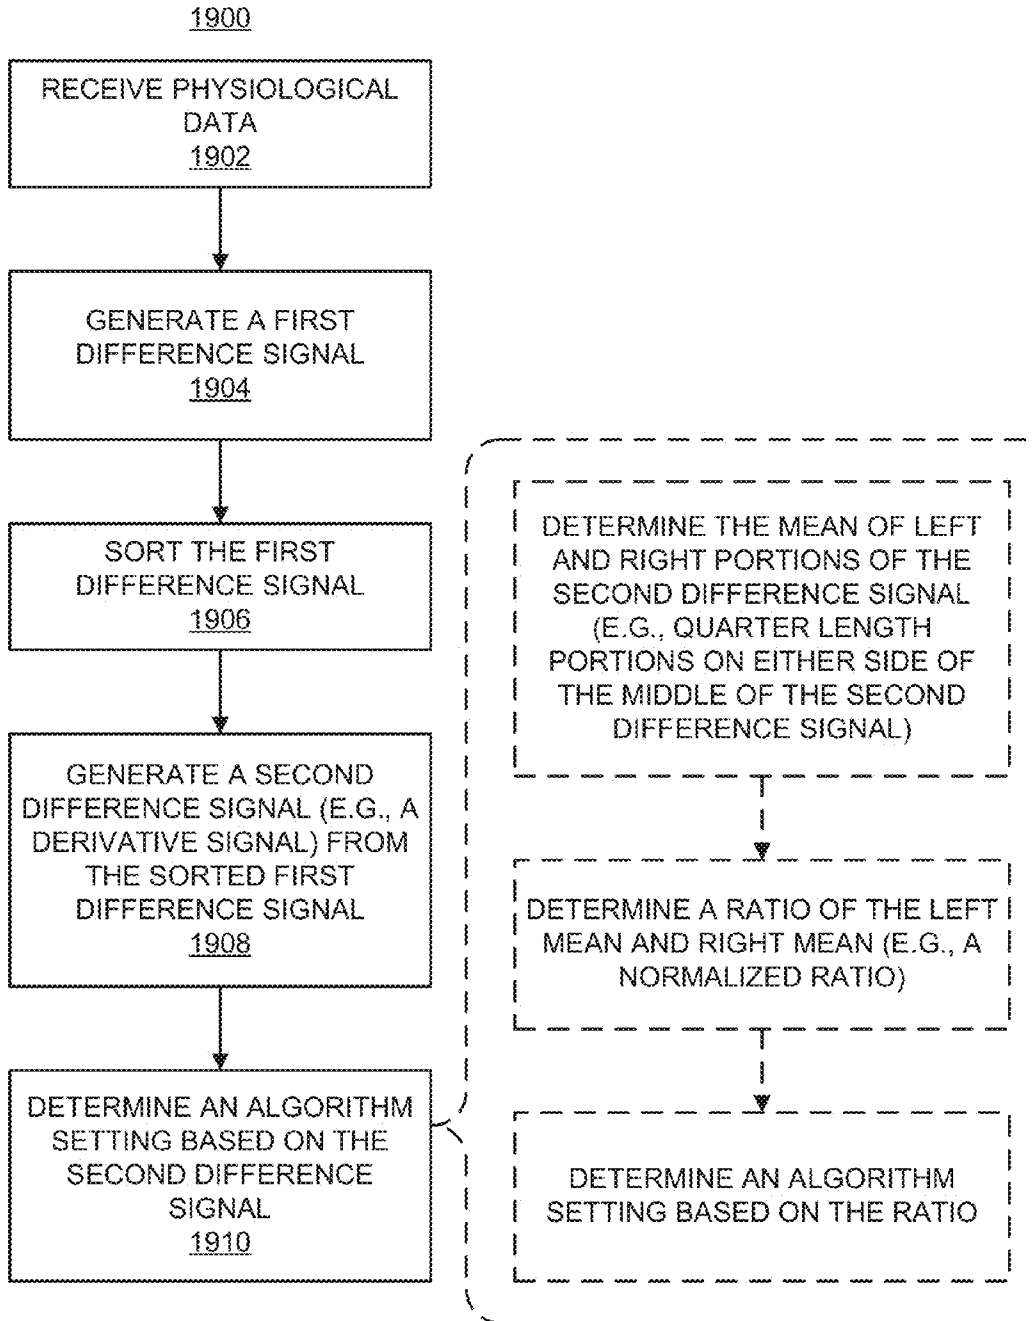 1900
RECEIVE PHYSIOLOGICAL
DATA
1902
GENERATE A FIRST
DIFFERENCE SIGNAL
1904
SORT THE FIRST
DIFFERENCE SIGNAL
1906
GENERATE A SECOND
DIFFERENCE SIGNAL (E.G., A
DERIVATIVE SIGNAL) FROM
THE SORTED FIRST
DIFFERENCE SIGNAL
1908
DETERMINE AN ALGORITHM
SETTING BASED ON THE
SECOND DIFFERENCE
SIGNAL
1910
DETERMINE THE MEAN OF LEFT
AND RIGHT PORTIONS OF THE
SECOND DIFFERENCE SIGNAL
(E.G., QUARTER LENGTH
PORTIONS ON EITHER SIDE OF
THE MIDDLE OF THE SECOND
DIFFERENCE SIGNAL)
DETERMINE A RATIO OF THE LEFT
MEAN AND RIGHT MEAN (E.G., A
NORMALIZED RATIO)
DETERMINE AN ALGORITHM
SETTING BASED ON THE RATIO